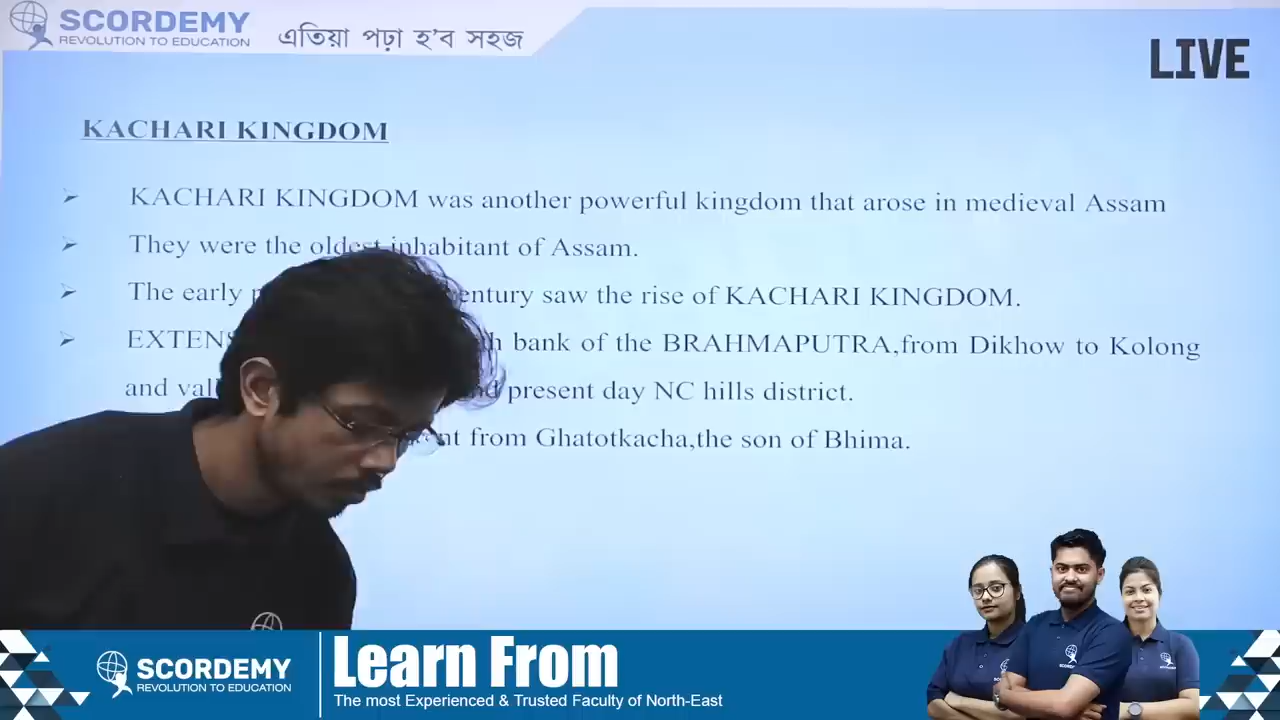 SCORDEMY
REVOLUTION TO EDUCATION
এতিয়া পঢ়া হ'ব সহজ
LIVE
KACHARI KINGDOM
KACHARI KINGDOM was another powerful kingdom that arose in medieval Assam
They were the oldest inhabitant of Assam.
The early entury saw the rise of KACHARI KINGDOM.
EXTENS h bank of the BRAHMAPUTRA,from Dikhow to Kolong
and val present day NC hills district.
nt from Ghatotkacha,the son of Bhima.
SCORDEMY
REVOLUTION TO EDUCATION
Learn From
The most Experienced & Trusted Faculty of North-East